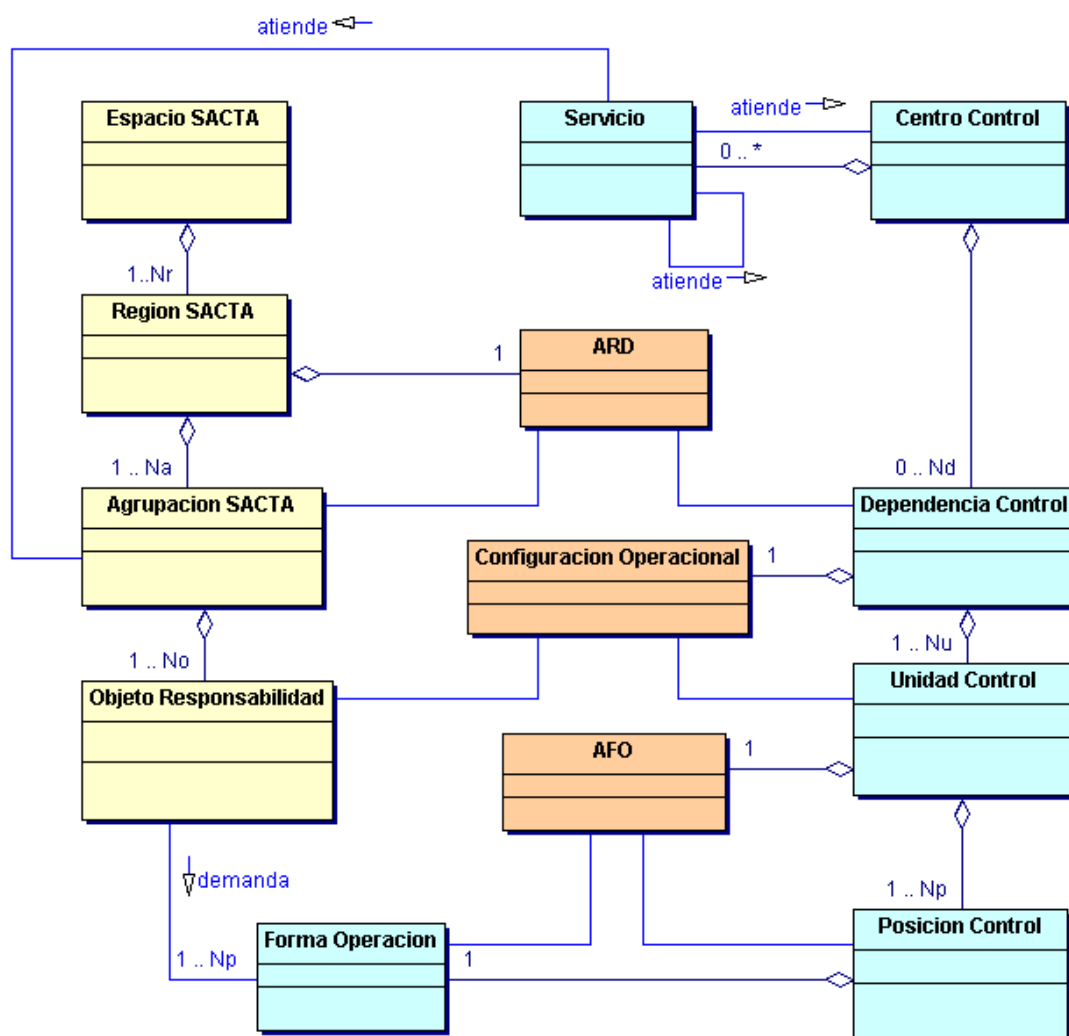 atiende
Espacio SACTA
Servicio
atiende
Centro Control
0 .. *
1..Nr
atiende
Region SACTA
ARD
1
1 .. Na
0 .. Nd
Agrupacion SACTA
Dependencia Control
Configuracion Operacional
1
1 .. No
1 .. Nu
Objeto Responsabilidad
Unidad Control
AFO
1
demanda
1 .. Np
Forma Operacion
Posicion Control
1 .. Np
1